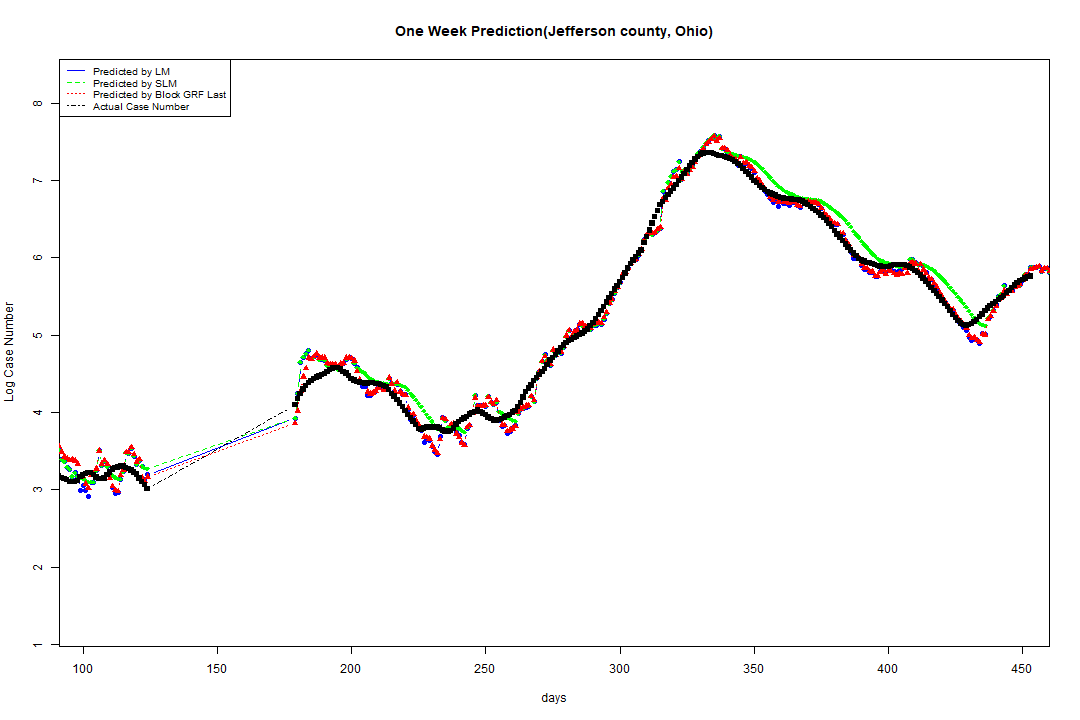 One Week Prediction(Jefferson county, Ohio)
Predicted by LM
Predicted by SLM
Predicted by Block GRF Last
Actual Case Number
8
7
6
5
4
3
2
1
Log Case Number
100 150 200 250 300 350 400 450
days